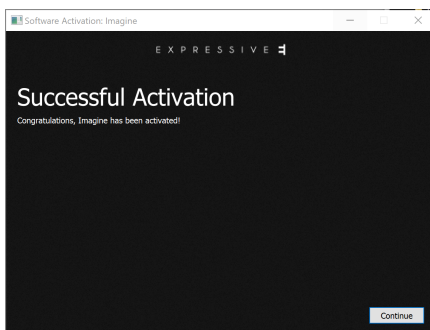 Software Activation: Imagine
EXPRESSIVE E
Successful Activation
Congratulations, Imagine has been activated!
Continue